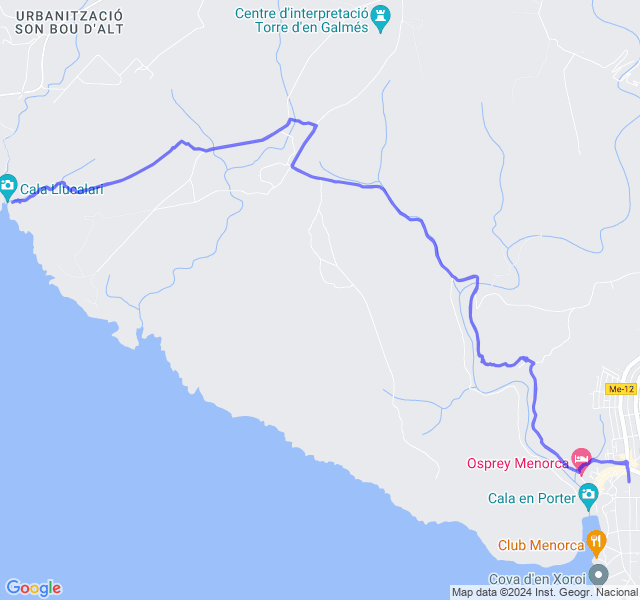 URBANITZACIÓ
SON BOU D'ALT
Centre d'interpretació
Torre d'en Galmés
Cala Llucalari
Me-12
Osprey Menorca
Cala en Porter
Club Menorca
Cova d'en Xoroi
Google
Map data ©2024 Inst. Geogr. Nacional